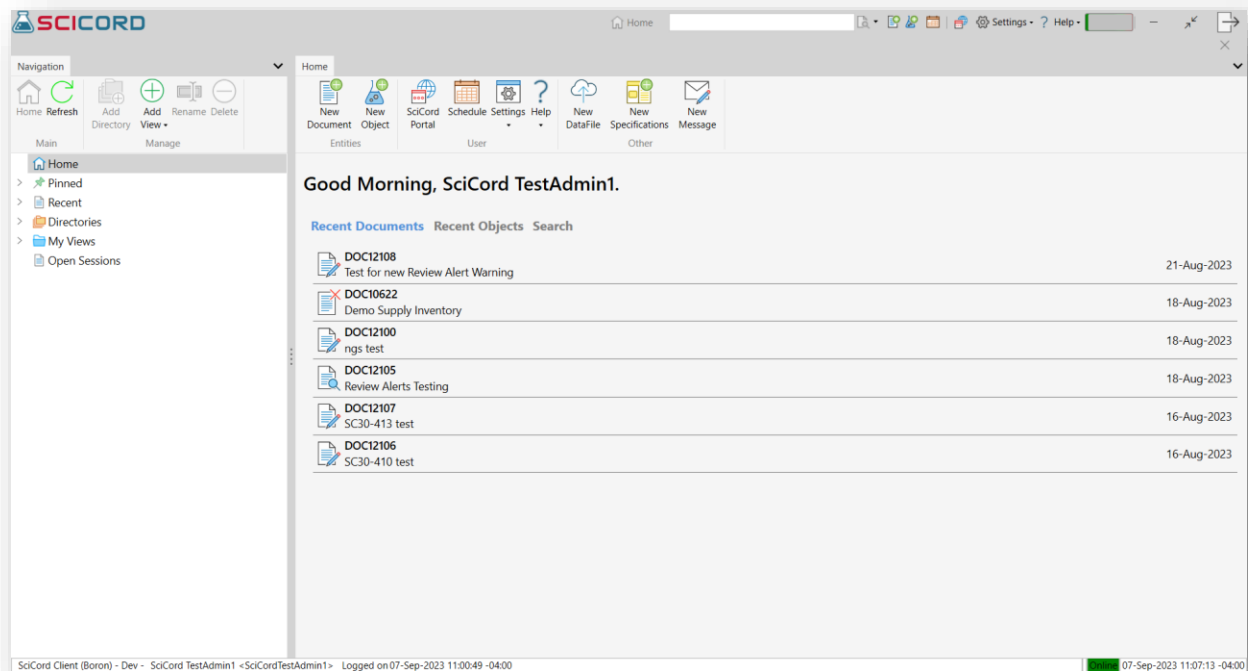 SCICORD
Home
Settings
Help
Navigation
Home
Home Refresh
Add Directory
Add View
Rename Delete
Main
Manage
New Document
New Object
SciCord Portal
Schedule Settings Help
New DataFile
New Specifications
New Message
Entities
User
Other
Home
Pinned
Recent
Directories
My Views
Open Sessions
Good Morning, SciCord TestAdmin1.
Recent Documents Recent Objects Search
DOC12108
Test for new Review Alert Warning
21-Aug-2023
DOC10622
Demo Supply Inventory
18-Aug-2023
DOC12100
ngs test
18-Aug-2023
DOC12105
Review Alerts Testing
18-Aug-2023
DOC12107
SC30-413 test
16-Aug-2023
DOC12106
SC30-410 test
16-Aug-2023
SciCord Client (Boron) - Dev - SciCord TestAdmin1 <SciCordTestAdmin1> Logged on 07-Sep-2023 11:00:49 -04:00
Online 07-Sep-2023 11:07:13 -04:00